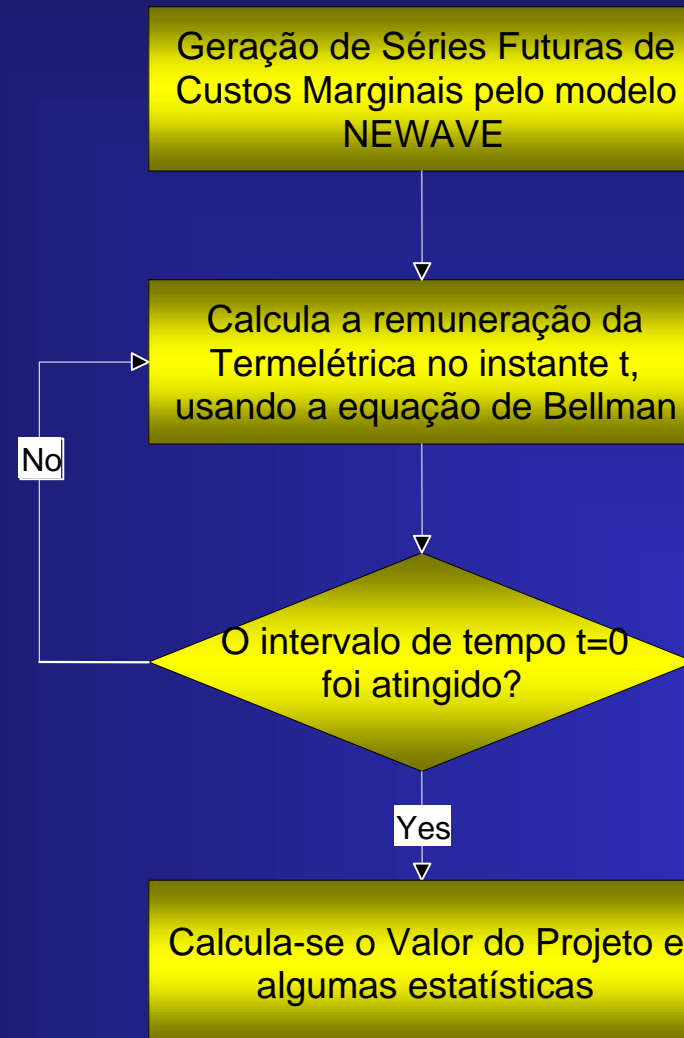 Geração de Séries Futuras de
Custos Marginais pelo modelo
NEWAVE
Calcula a remuneração da
Termelétrica no instante t,
usando a equação de Bellman
No
O intervalo de tempo t=0
foi atingido?
Yes
Calcula-se o Valor do Projeto e
algumas estatísticas